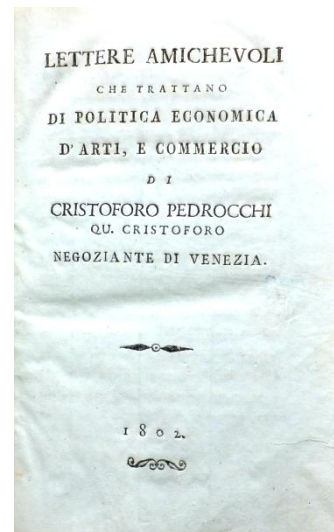 LETTERE AMICHEVOLI
CHE TRATTANO
DI POLITICA ECONOMICA
D'ARTI, E COMMERCIO
DI
CRISTOFORO PEDROCCHI
QU. CRISTOFORO
NEGOZIANTE DI VENEZIA.
1802.